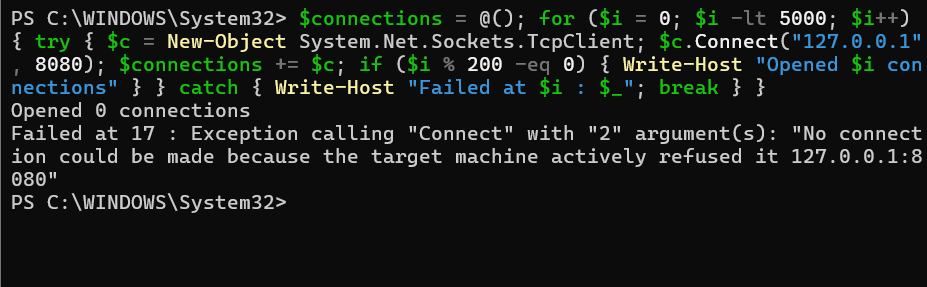 PS C:\WINDOWS\System32> $connections = @(); for ($i = 0; $i -lt 5000; $i++)
{ try { $c = New-Object System.Net.Sockets.TcpClient; $c.Connect("127.0.0.1"
, 8080); $connections += $c; if ($i % 200 -eq 0) { Write-Host "Opened $i con
nections" } } catch { Write-Host "Failed at $i : $_"; break } }
Opened 0 connections
Failed at 17 : Exception calling "Connect" with "2" argument(s): "No connect
ion could be made because the target machine actively refused it 127.0.0.1:8
080"
PS C:\WINDOWS\System32>